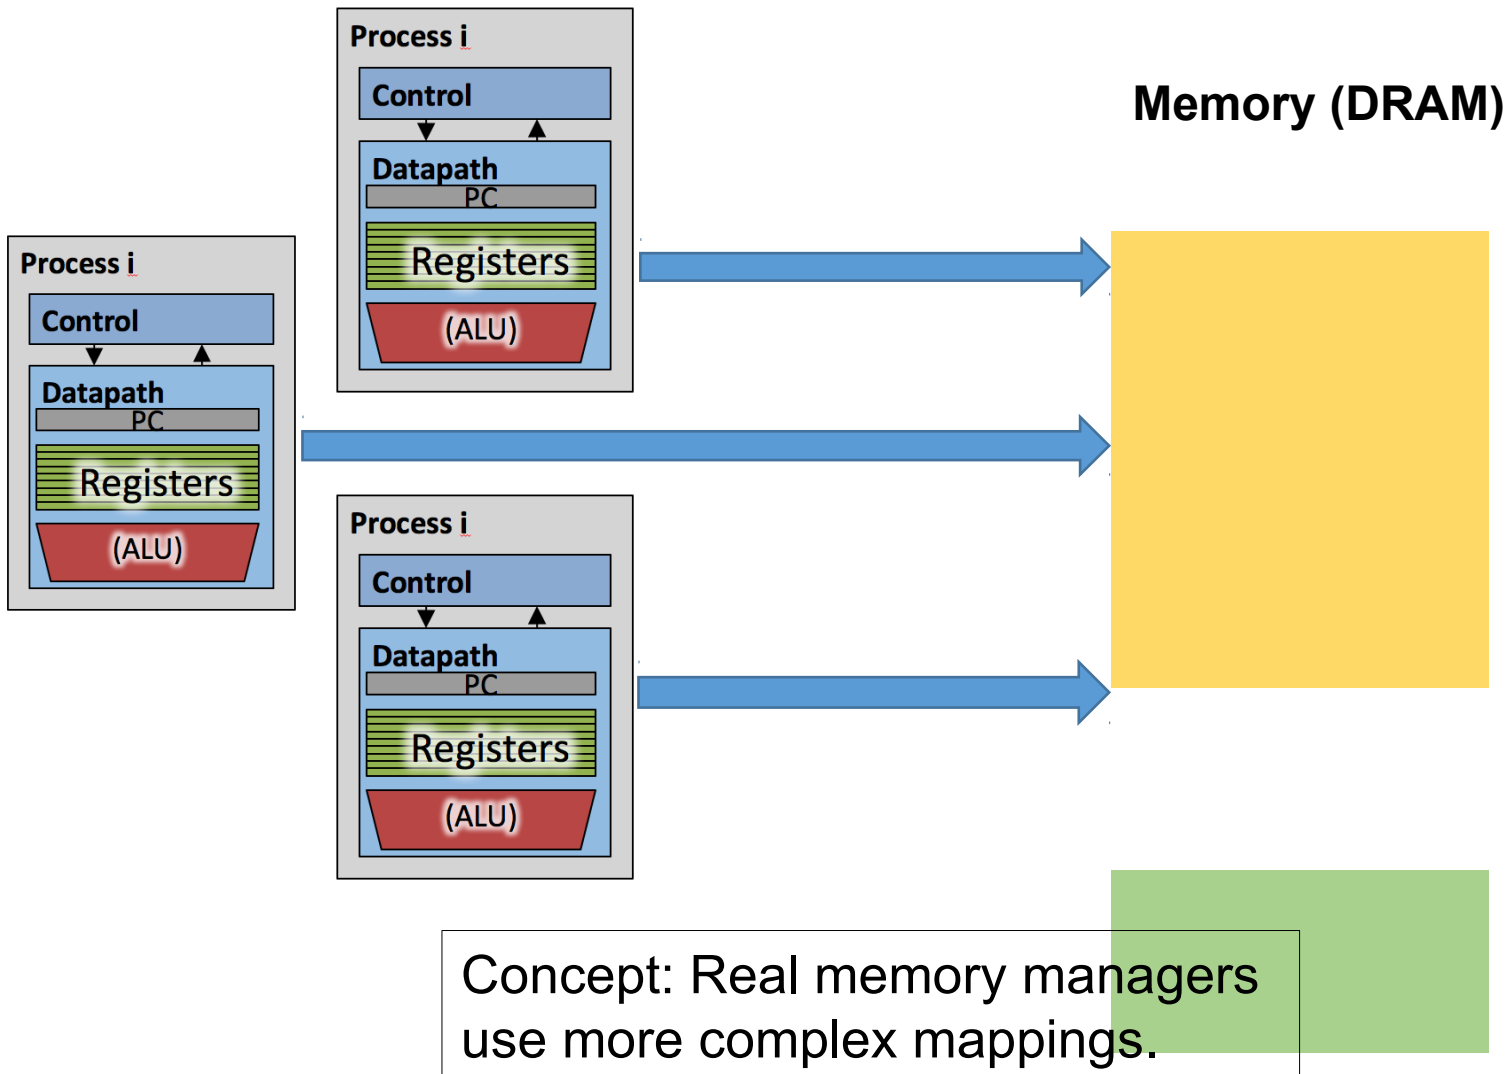 Process i
Control
Datapath
PC
Registers
(ALU)
Memory (DRAM)
Process i
Control
Datapath
PC
Registers
(ALU)
Process i
Control
Datapath
PC
Registers
(ALU)
Concept: Real memory managers
use more complex mappings.